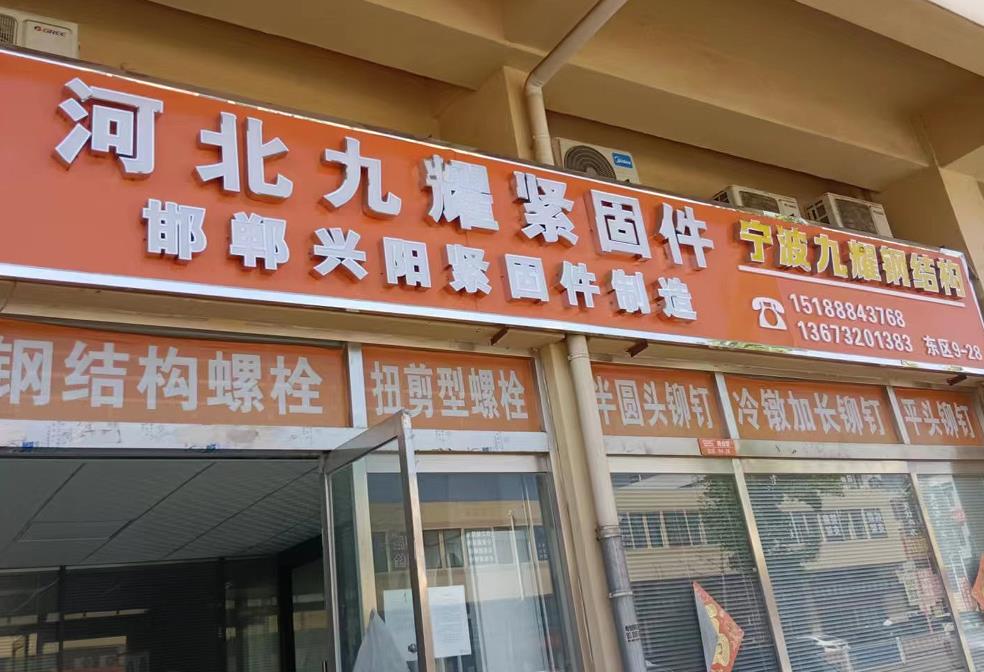 GREE
Midea
河北九耀紧固件
邯郸兴阳紧固件制造
宁波九耀钢结构
15188843768
13673201383 东区9-28
钢结构螺栓
扭剪型螺栓
半圆头铆钉
冷镦加长铆钉
平头铆钉